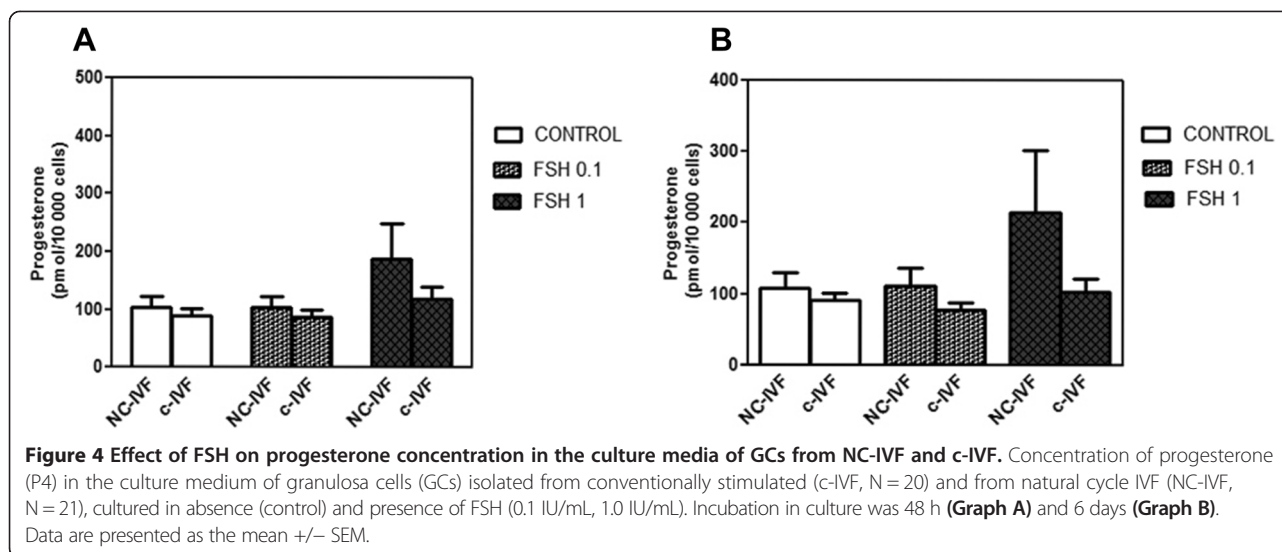 A
500
400
300
200
100
0
Progesterone
(pmol/10 000 cells)
NC-IVF
c-IVF
NC-IVF
c-IVF
NC-IVF
c-IVF
CONTROL
FSH 0.1
FSH 1
B
400
300
200
100
0
Progesterone
(pmol/10 000 cells)
NC-IVF
c-IVF
NC-IVF
c-IVF
NC-IVF
c-IVF
CONTROL
FSH 0.1
FSH 1
Figure 4 Effect of FSH on progesterone concentration in the culture media of GCs from NC-IVF and c-IVF. Concentration of progesterone
(P4) in the culture medium of granulosa cells (GCs) isolated from conventionally stimulated (c-IVF, N = 20) and from natural cycle IVF (NC-IVF,
N = 21), cultured in absence (control) and presence of FSH (0.1 IU/mL, 1.0 IU/mL). Incubation in culture was 48 h (Graph A) and 6 days (Graph B).
Data are presented as the mean +/− SEM.